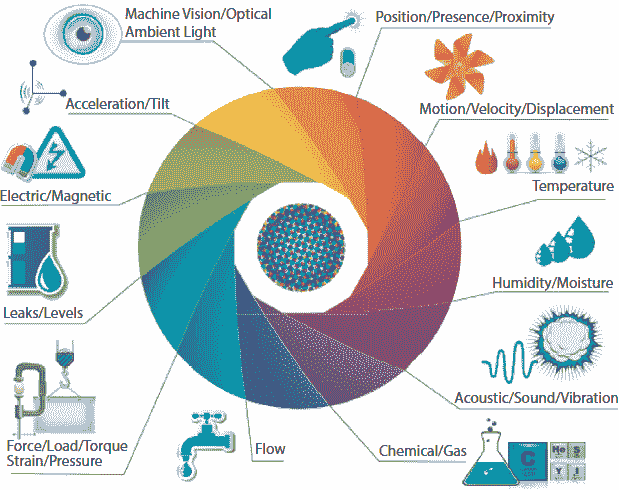 Machine Vision/Optical
Ambient Light
Position/Presence/Proximity
Acceleration/Tilt
Motion/Velocity/Displacement
Electric/Magnetic
Temperature
Leaks/Levels
Humidity/Moisture
Acoustic/Sound/Vibration
Force/Load/Torque
Strain/Pressure
Flow
Chemical/Gas
C